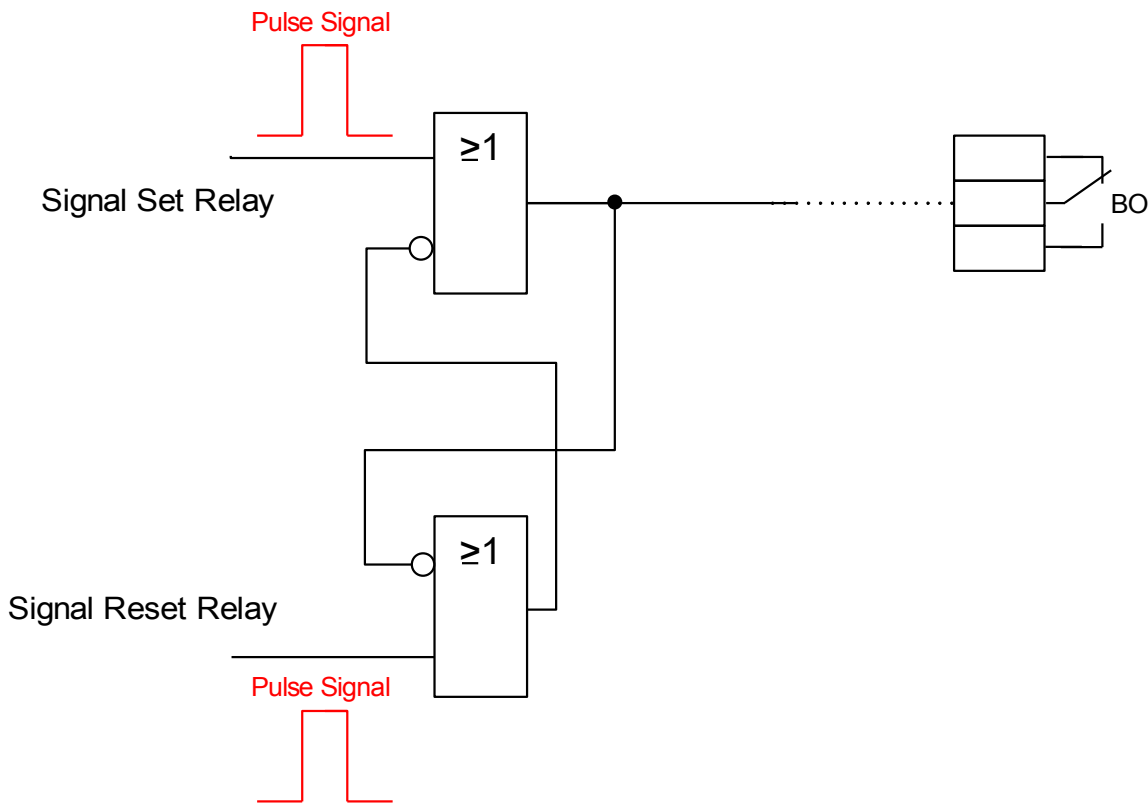 Pulse Signal
≥1
Signal Set Relay
BO
≥1
Signal Reset Relay
Pulse Signal